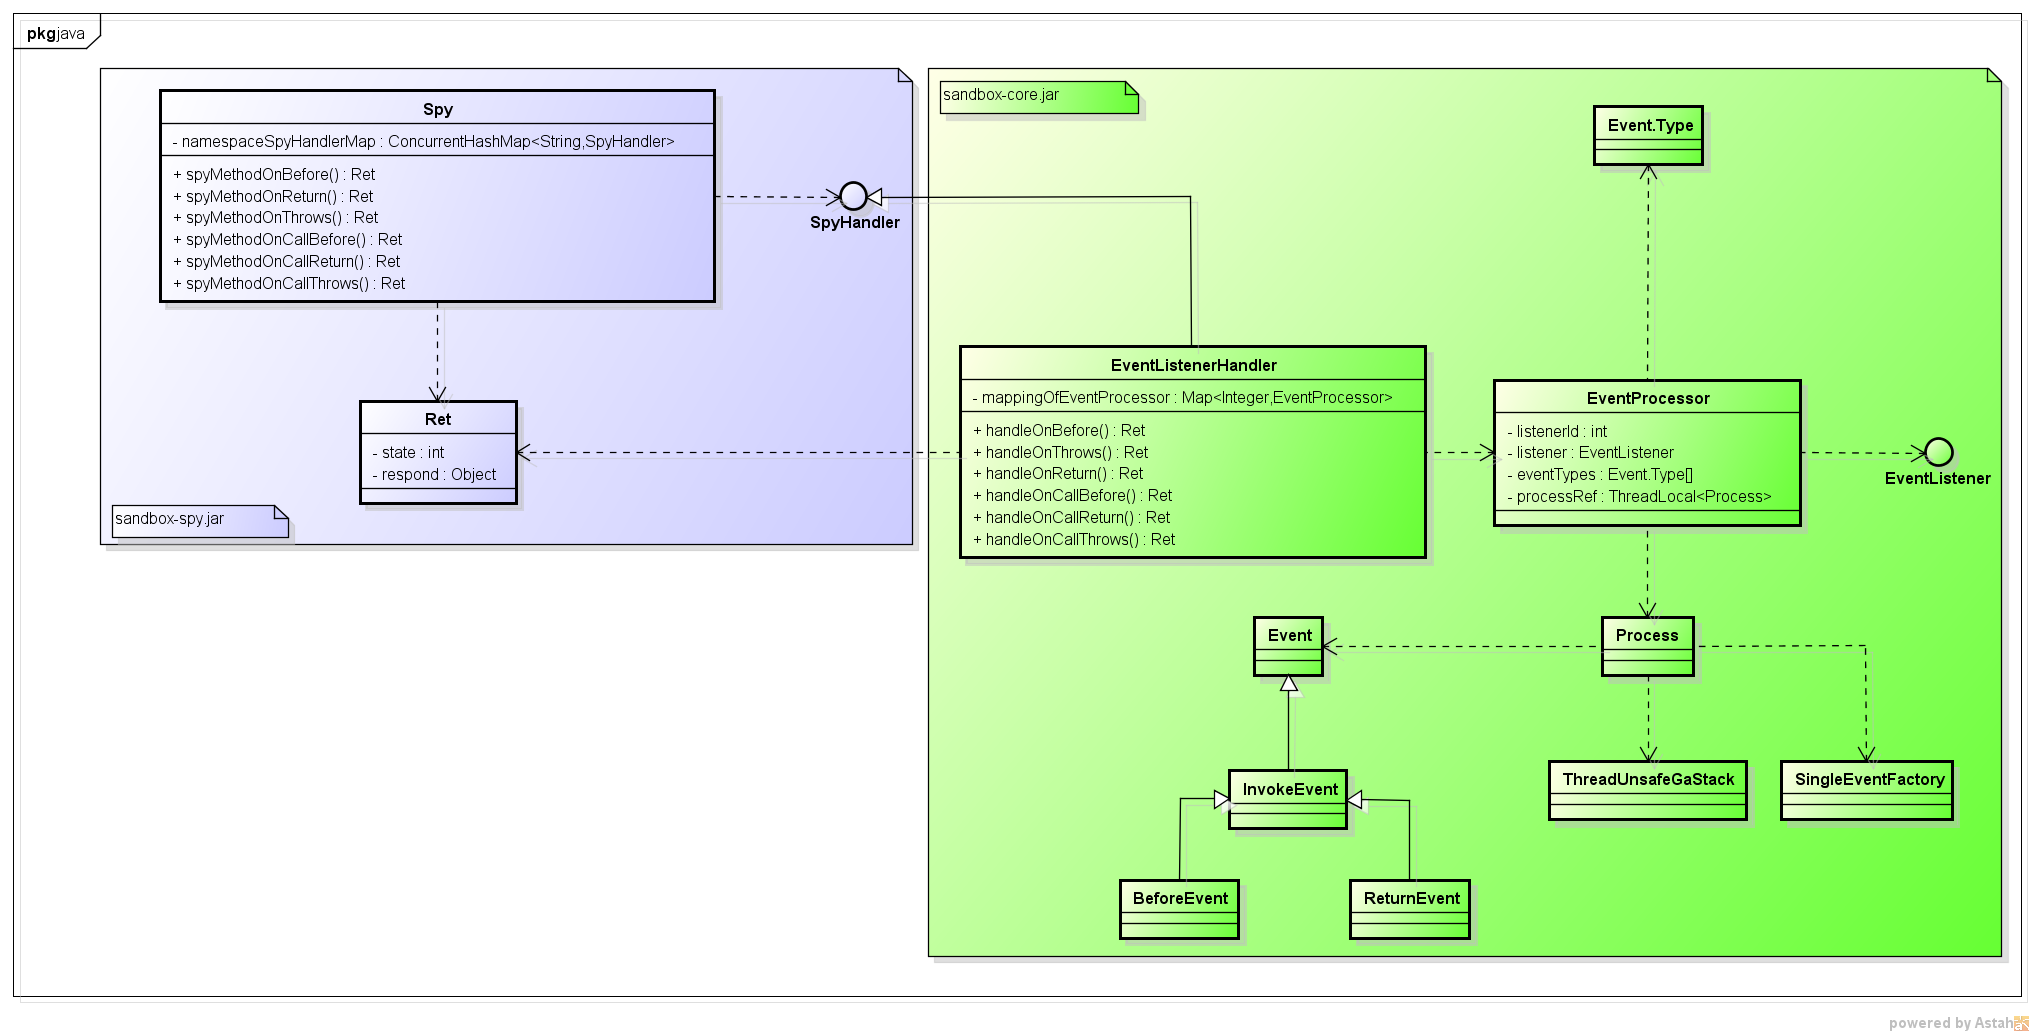 pkg java
Spy
- namespaceSpyHandlerMap : ConcurrentHashMap<String,SpyHandler>
+ spyMethodOnBefore() : Ret
+ spyMethodOnReturn() : Ret
+ spyMethodOnThrows() : Ret
+ spyMethodOnCallBefore() : Ret
+ spyMethodOnCallReturn() : Ret
+ spyMethodOnCallThrows() : Ret
SpyHandler
Ret
- state : int
- respond : Object
sandbox-spy.jar
sandbox-core.jar
Event.Type
EventListenerHandler
- mappingOfEventProcessor : Map<Integer,EventProcessor>
+ handleOnBefore() : Ret
+ handleOnThrows() : Ret
+ handleOnReturn() : Ret
+ handleOnCallBefore() : Ret
+ handleOnCallReturn() : Ret
+ handleOnCallThrows() : Ret
EventProcessor
- listenerId : int
- listener : EventListener
- eventTypes : Event.Type[]
- processRef : ThreadLocal<Process>
EventListener
Event
Process
InvokeEvent
ThreadUnsafeGaStack
SingleEventFactory
BeforeEvent
ReturnEvent
powered by Astah